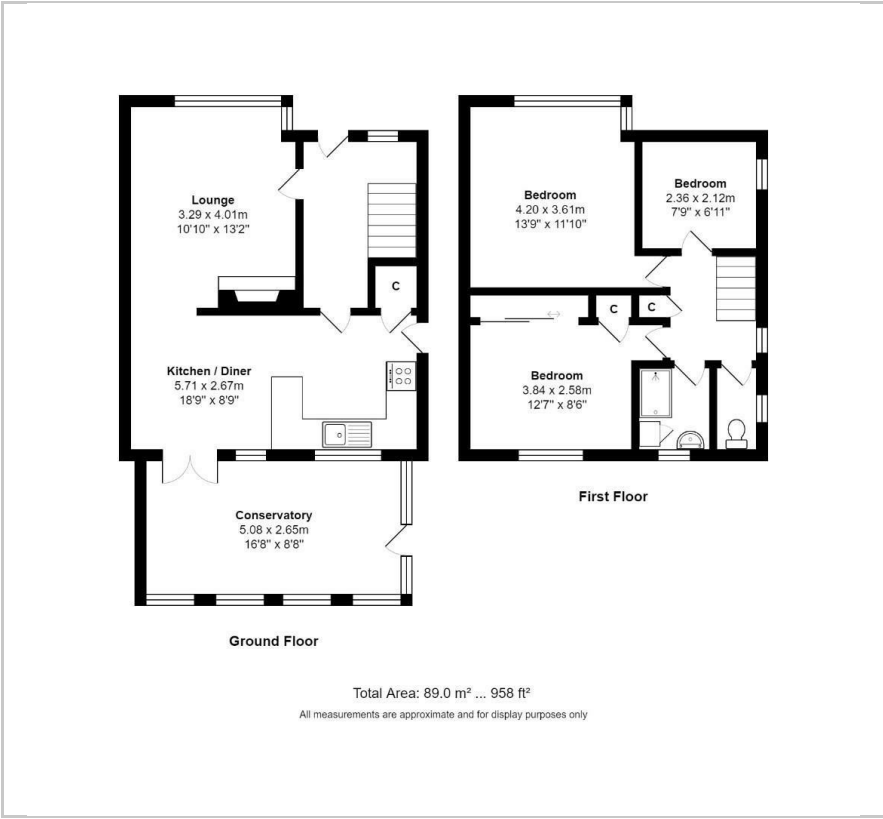 Lounge
3.29 x 4.01m
10'10" x 13'2"
C
Kitchen / Diner
5.71 x 2.67m
18'9" x 8'9"
Conservatory
5.08 x 2.65m
16'8" x 8'8"
Ground Floor
Bedroom
4.20 x 3.61m
13'9" x 11'10"
Bedroom
2.36 x 2.12m
7'9" x 6'11"
C
C
Bedroom
3.84 x 2.58m
12'7" x 8'6"
First Floor
Total Area: 89.0 m² ... 958 ft²
All measurements are approximate and for display purposes only